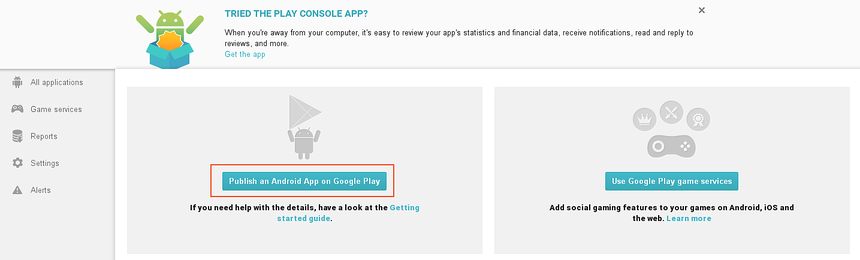 TRIED THE PLAY CONSOLE APP?
When you're away from your computer, it's easy to review your app's statistics and financial data, receive notifications, read and reply to
reviews, and more.
Get the app
All applications
Game services
Reports
Settings
Alerts
Publish an Android App on Google Play
If you need help with the details, have a look at the Getting
started guide.
Use Google Play game services
Add social gaming features to your games on Android, iOS and
the web. Learn more